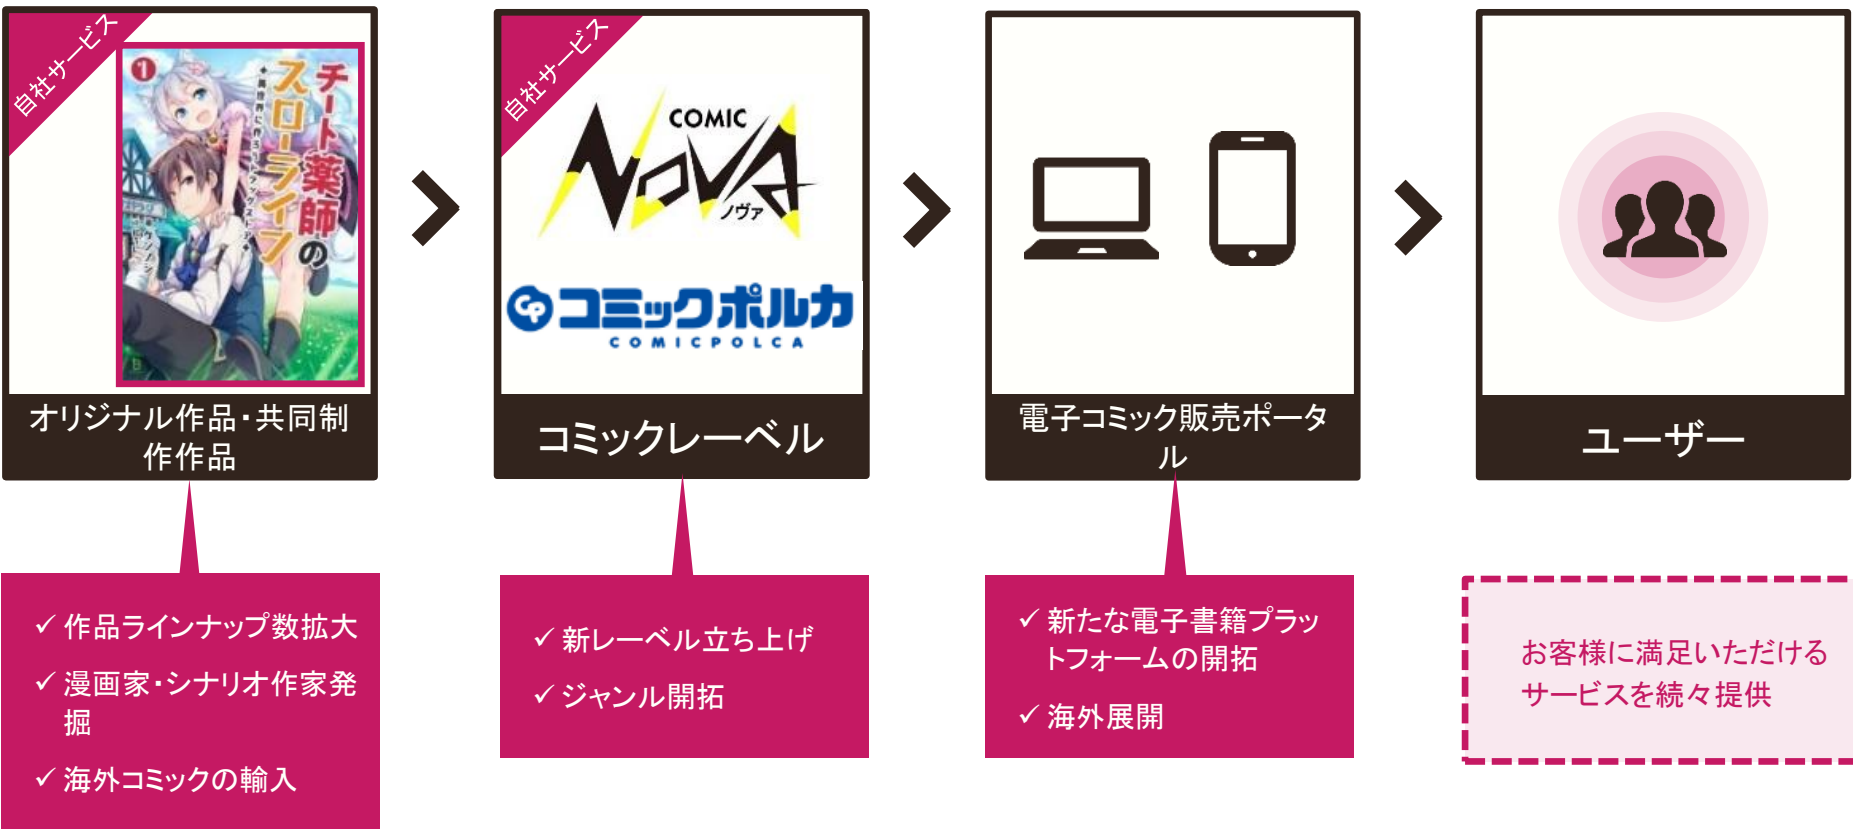 自社サービス
1
チート薬師の
スローライフ
オリジナル作品・共同制
作作品
自社サービス
COMIC
NOVA
ノヴァ
CP
コミックポルカ
COMICPOLCA
コミックレーベル
電子コミック販売ポータ
ル
ユーザー
✓ 作品ラインナップ数拡大
✓ 漫画家・シナリオ作家発
掘
✓ 海外コミックの輸入
✓ 新レーベル立ち上げ
✓ ジャンル開拓
✓ 新たな電子書籍プラッ
トフォームの開拓
✓ 海外展開
お客様に満足いただける
サービスを続々提供